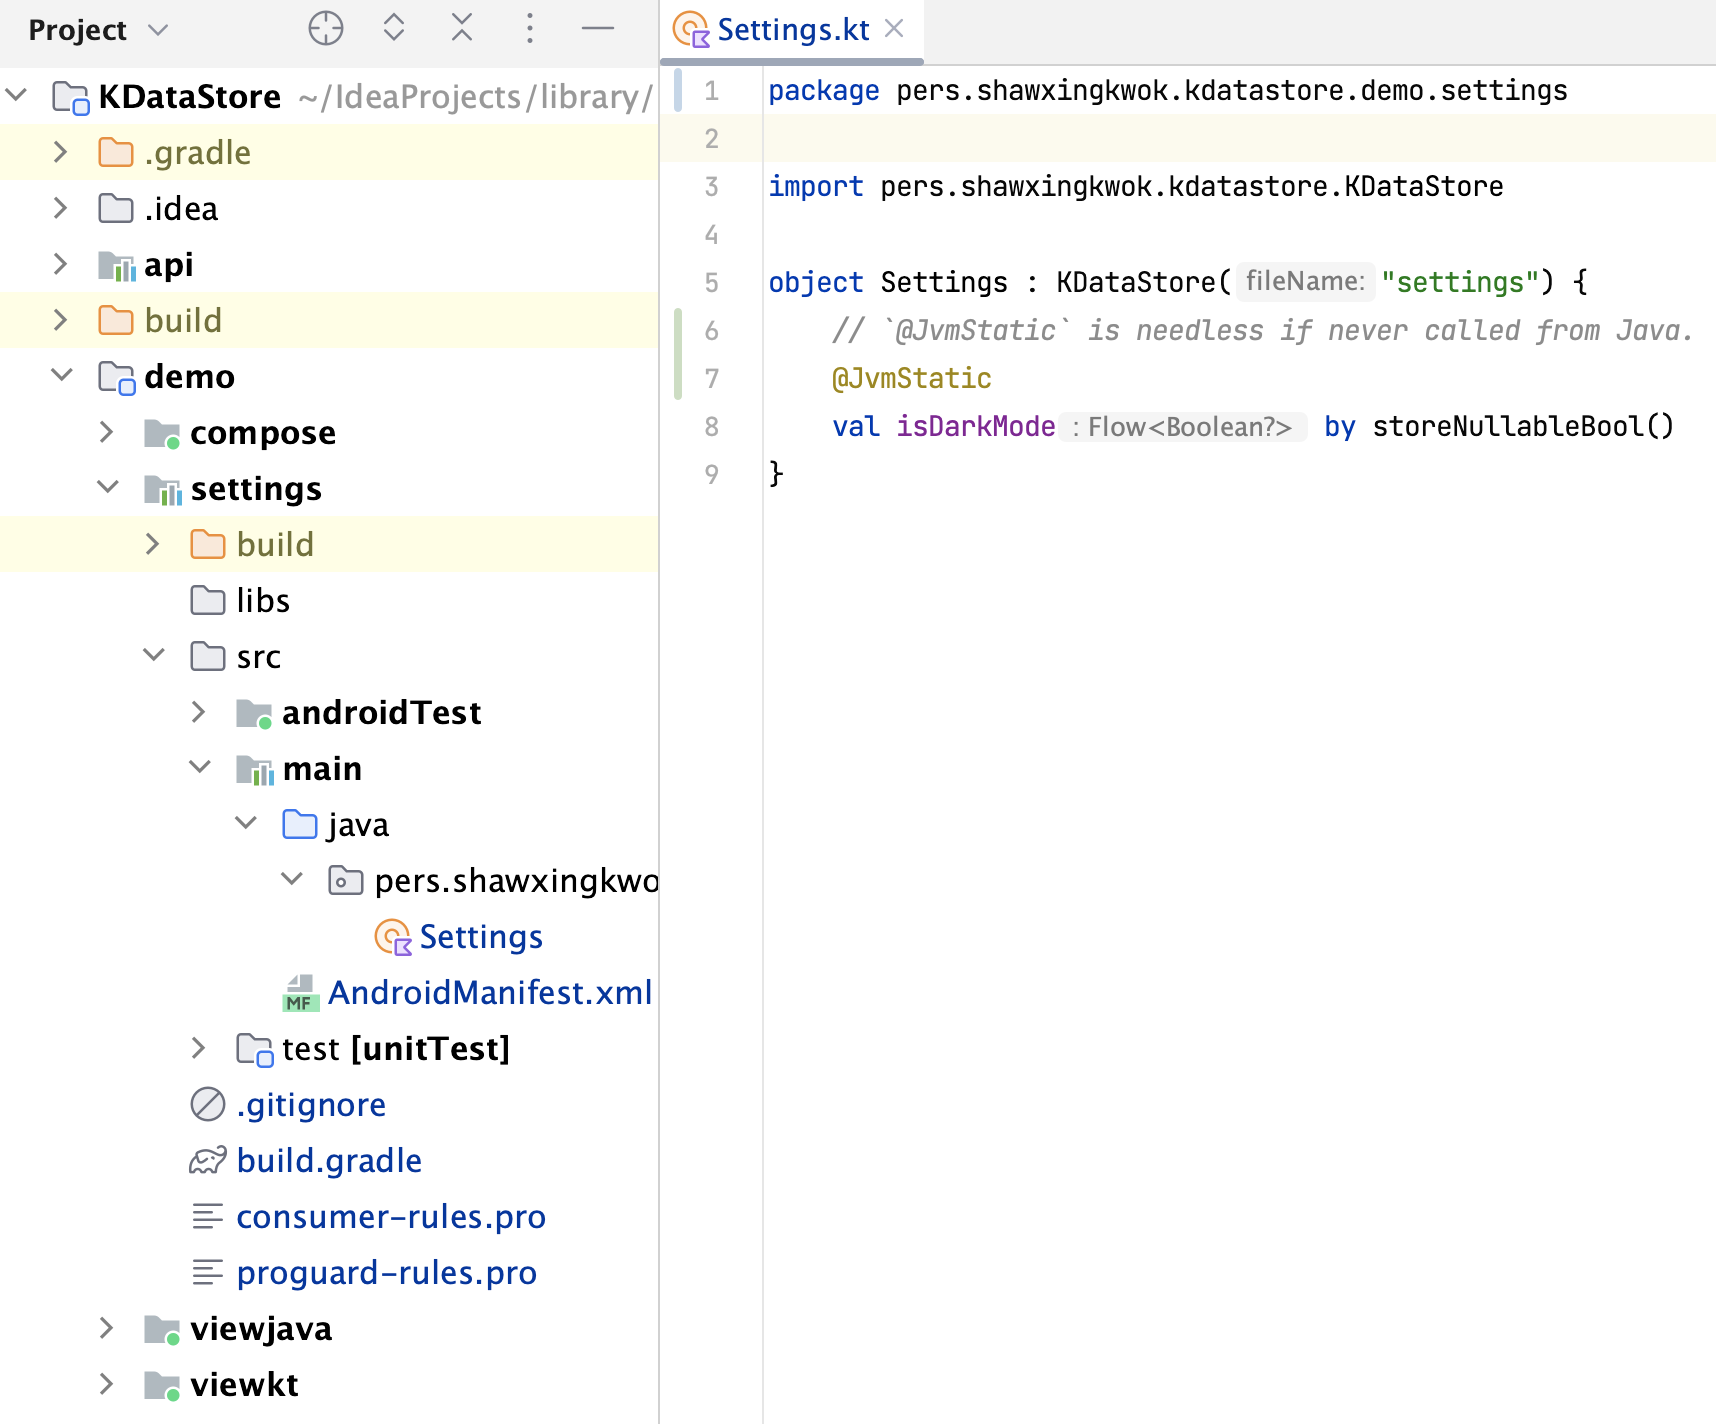 Project
KDataStore ~/IdeaProjects/library/
.gradle
.idea
api
build
demo
compose
settings
build
libs
src
androidTest
main
java
pers.shawxingkwo
Settings
MF AndroidManifest.xml
test [unitTest]
.gitignore
build.gradle
consumer-rules.pro
proguard-rules.pro
viewjava
viewkt
Settings.kt
1 package pers.shawxingkwok.kdatastore.demo.settings
2
3 import pers.shawxingkwok.kdatastore.KDataStore
4
5 object Settings : KDataStore( fileName: "settings") {
6 // `@JvmStatic` is needless if never called from Java.
7 @JvmStatic
8 val isDarkMode : Flow<Boolean?> by storeNullableBool()
9 }